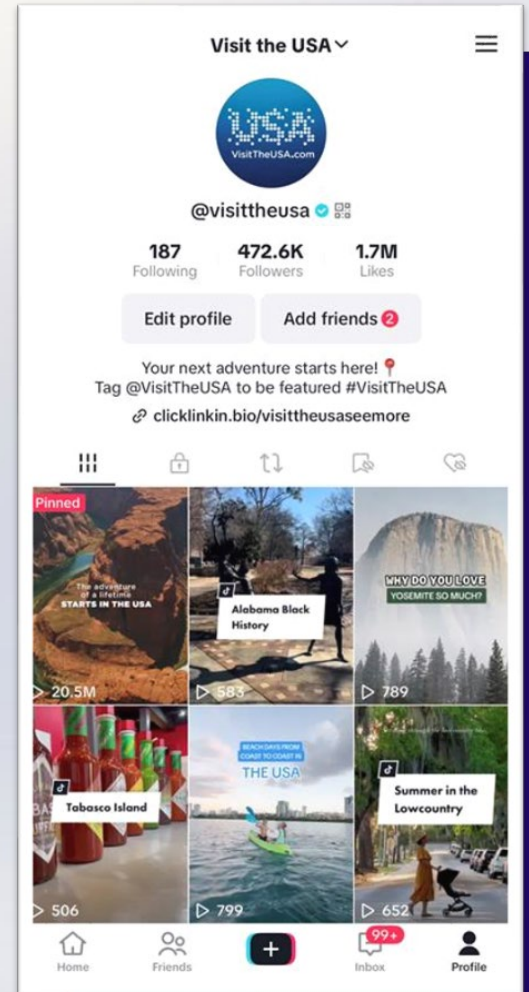 Visit the USA
USA
VisitTheUSA.com
@visittheusa
187
Following
472.6K
Followers
1.7M
Likes
Edit profile
Add friends 2
Your next adventure starts here!
Tag @VisitTheUSA to be featured #VisitTheUSA
clicklinkin.bio/visittheusaseemore
Pinned
The adventure
of a lifetime
STARTS IN THE USA
20.5M
Alabama Black
History
583
WHY DO YOU LOVE
YOSEMITE SO MUCH?
789
Tabasco Island
506
BEACH DAYS FROM
COAST TO COAST IN
THE USA
799
Summer in the
Lowcountry
652
Home
Friends
99+
Inbox
Profile